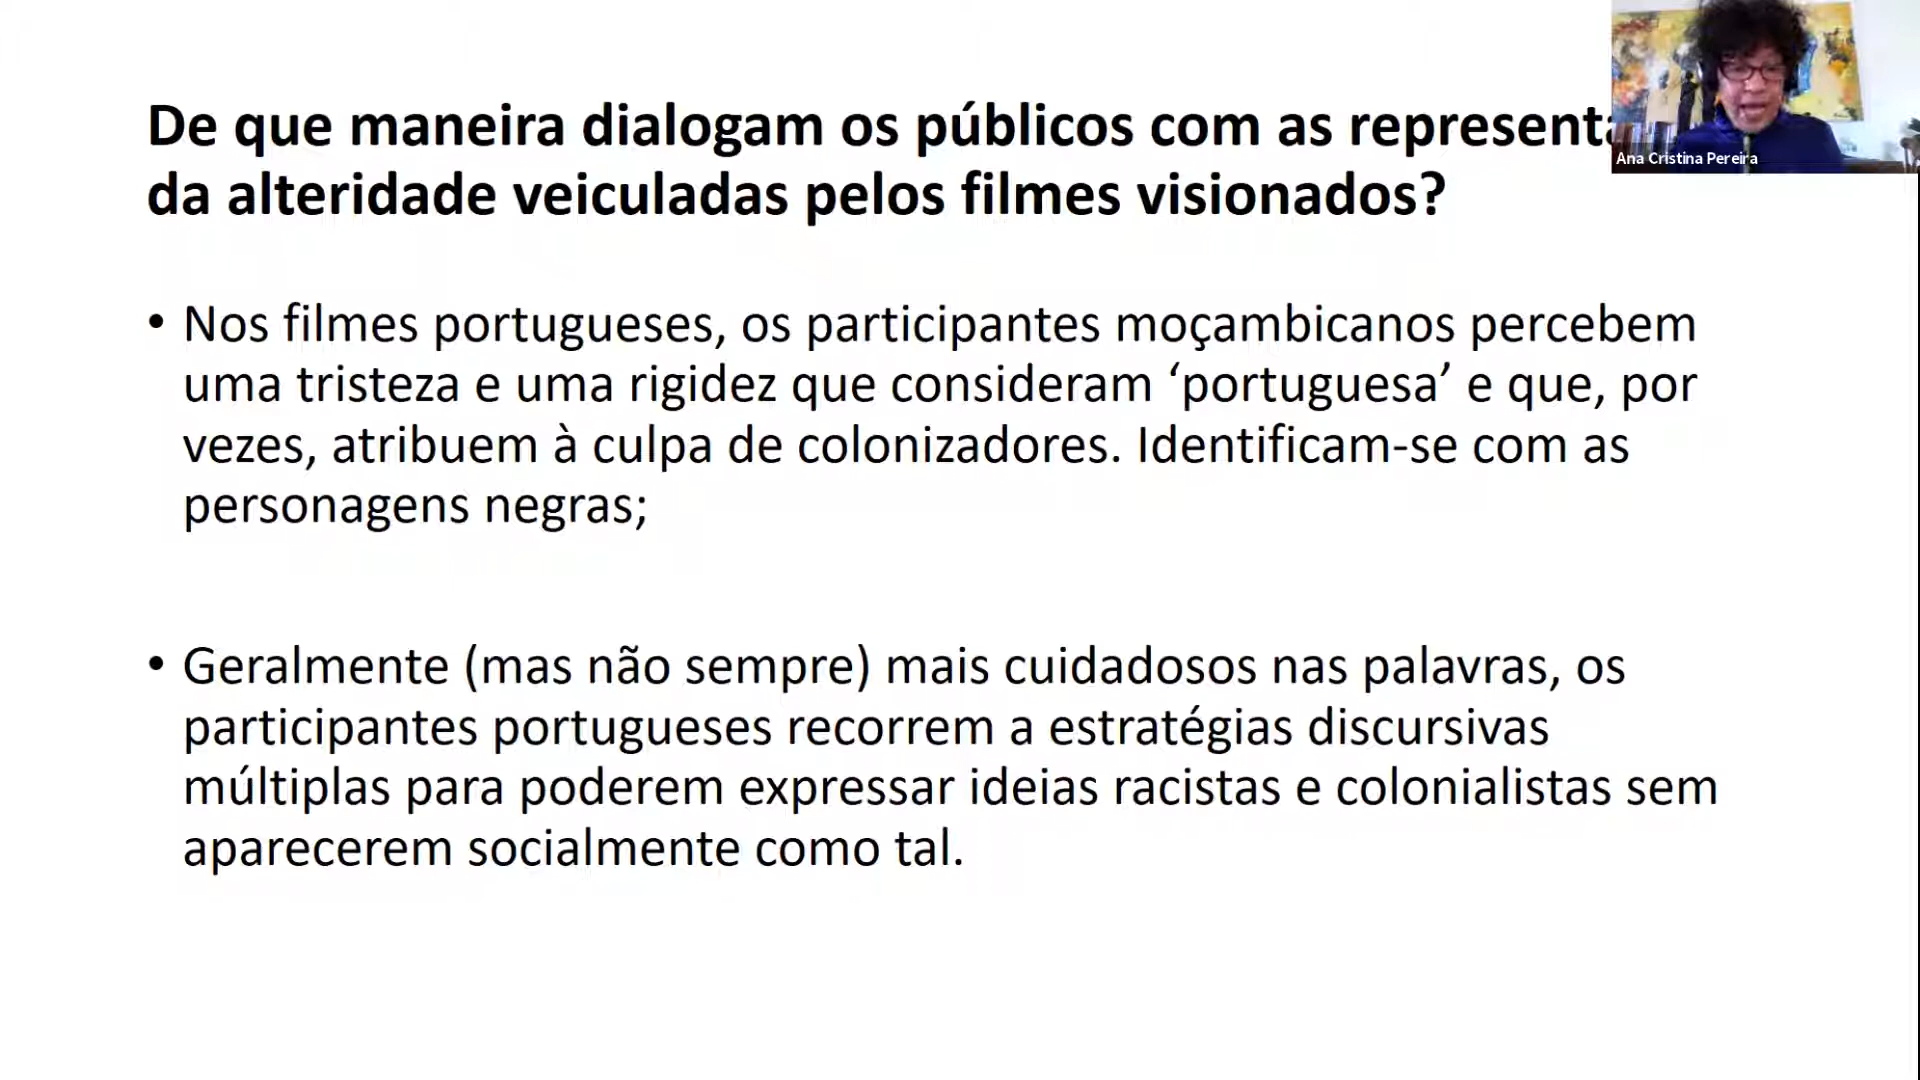 De que maneira dialogam os públicos com as
da alteridade veiculadas pelos filmes visionados?
Ana Cristina Pereira
• Nos filmes portugueses, os participantes moçambicanos percebem
uma tristeza e uma rigidez que consideram ‘portuguesa’ e que, por
vezes, atribuem à culpa de colonizadores. Identificam-se com as
personagens negras;
• Geralmente (mas não sempre) mais cuidadosos nas palavras, os
participantes portugueses recorrem a estratégias discursivas
múltiplas para poderem expressar ideias racistas e colonialistas sem
aparecerem socialmente como tal.